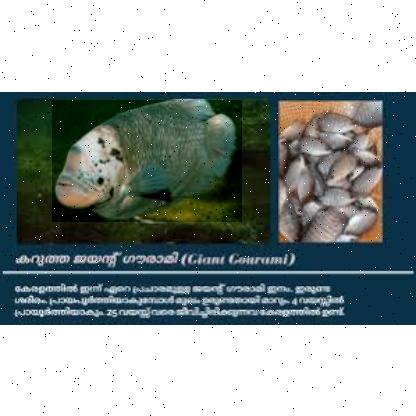 കറുത്ത ജയന്റ് ഗൗരാമി (Giant Gourami)
കേരളത്തിൽ ഇന്ന് ഏറെ പ്രചാരമുള്ള ജയന്റ് ഗൗരാമി ഇനം. ഇരുണ്ട
ശരീരം. പ്രായപൂർത്തിയാകുമ്പോൾ മുഖം ഉരുണ്ടതായി മാറും. 4 വയസ്സിൽ
പ്രായപൂർത്തിയാകും. 25 വയസ്സ് വരെ ജീവിച്ചിരിക്കുന്നവ കേരളത്തിൽ ഉണ്ട്.